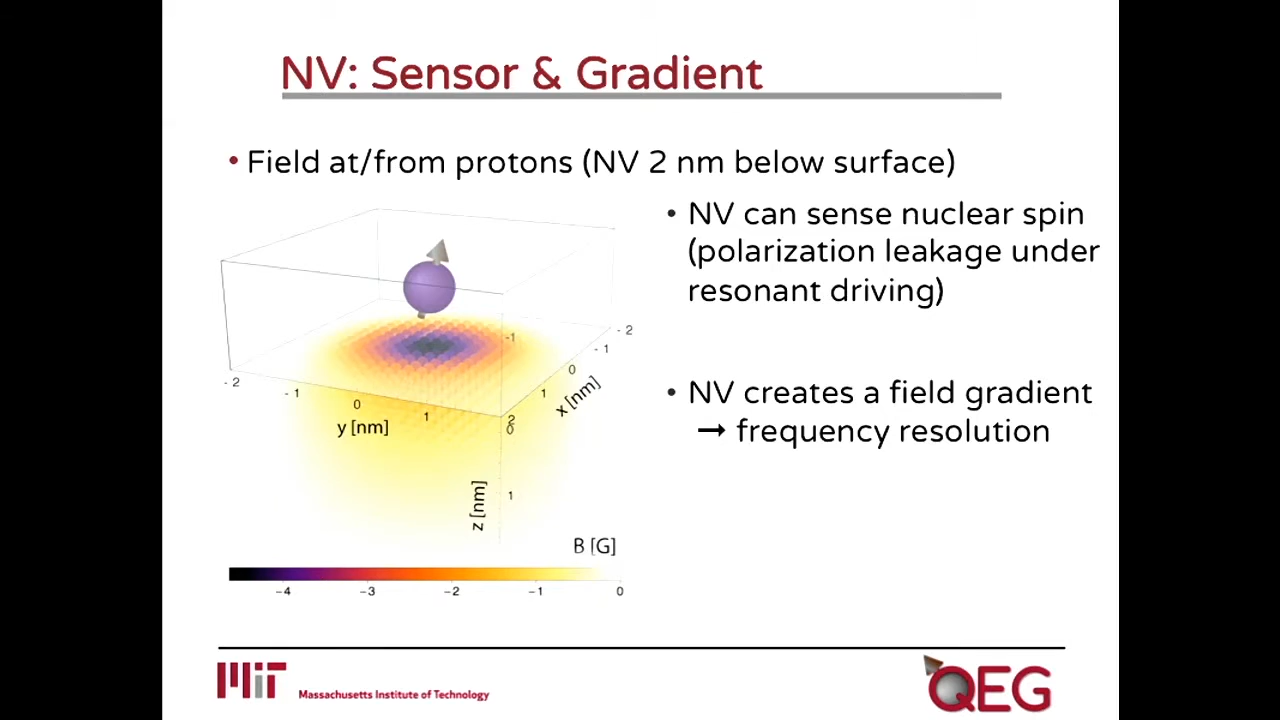 NV: Sensor & Gradient
• Field at/from protons (NV 2 nm below surface)
• NV can sense nuclear spin
(polarization leakage under
resonant driving)
• NV creates a field gradient
→ frequency resolution
-2
-1
0
1
2
y [nm]
-2
-1
0
1
x [nm]
-1
0
1
z [nm]
B [G]
-4 -3 -2 -1 0
MIT Massachusetts Institute of Technology
QEG